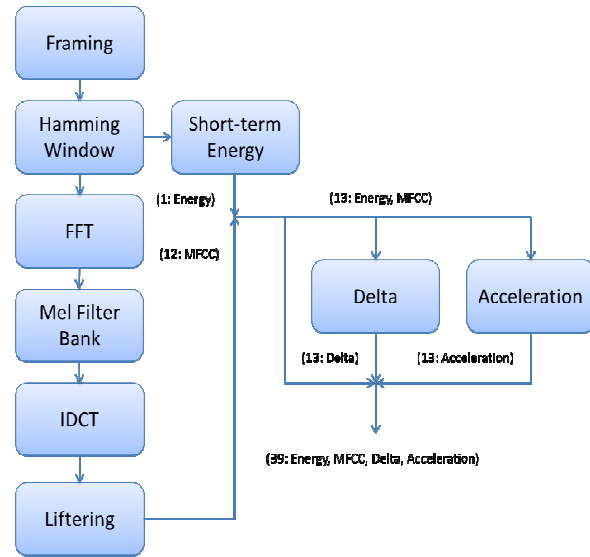 Framing
Hamming
Window
Short-term
Energy
(1: Energy)
(13: Energy, MFCC)
FFT
(12: MFCC)
Delta
Acceleration
Mel Filter
Bank
(13: Delta)
(13: Acceleration)
IDCT
(39: Energy, MFCC, Delta, Acceleration)
Liftering